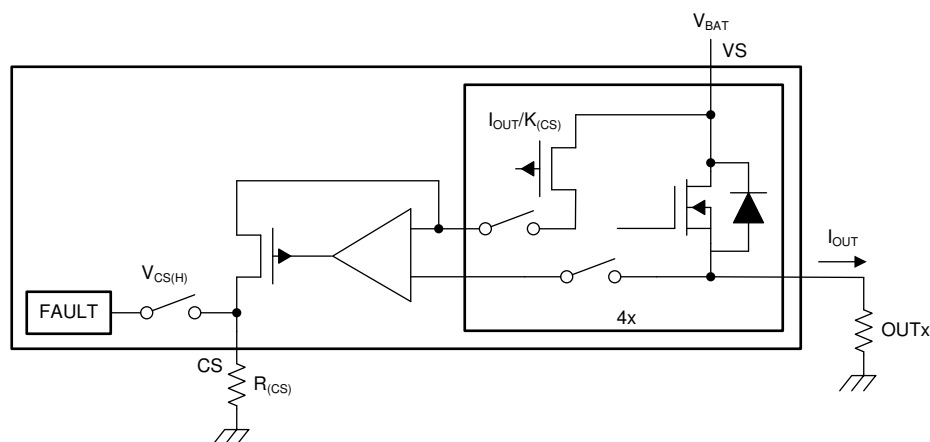 V_BAT
VS
I_OUT/K_(CS)
I_OUT
V_CS(H)
FAULT
4x
OUTx
CS
R_(CS)